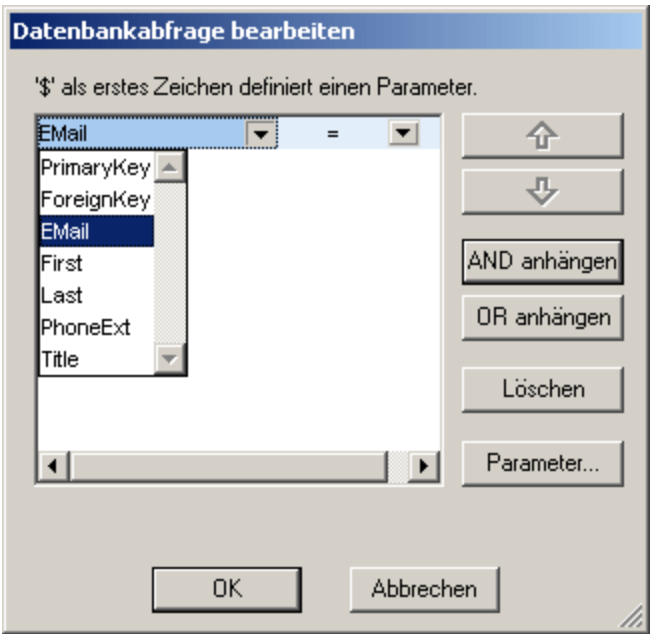 Datenbankabfrage bearbeiten
'$' als erstes Zeichen definiert einen Parameter.
EMail =
PrimaryKey
ForeignKey
EMail
First
Last
PhoneExt
Title
AND anhängen
OR anhängen
Löschen
Parameter...
OK Abbrechen